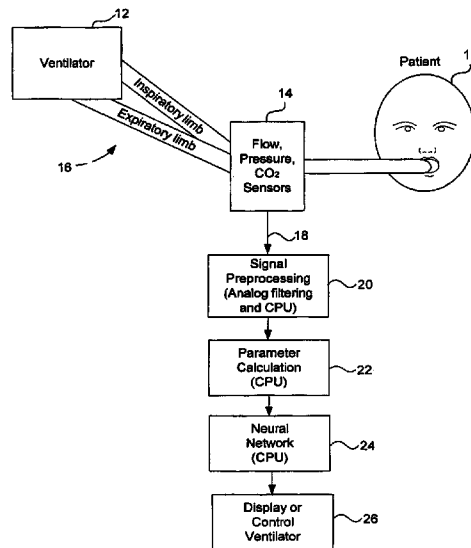 12
Ventilator
Inspiratory limb
Expiratory limb
16
14
Flow,
Pressure,
CO₂
Sensors
Patient
1
18
Signal
Preprocessing
(Analog filtering
and CPU)
20
Parameter
Calculation
(CPU)
22
Neural
Network
(CPU)
24
Display or
Control
Ventilator
26